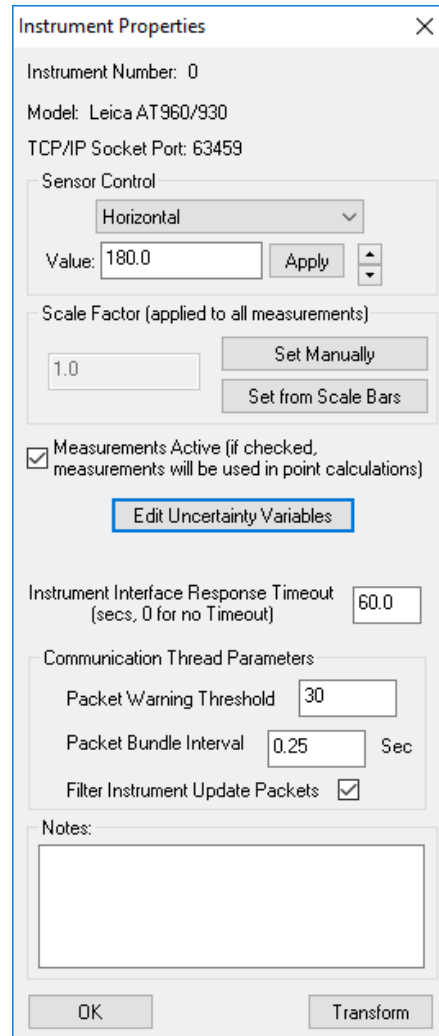 Instrument Properties
Instrument Number: 0
Model: Leica AT960/930
TCP/IP Socket Port: 63459
Sensor Control
Horizontal
Value: 180.0 Apply
Scale Factor (applied to all measurements)
1.0
Set Manually
Set from Scale Bars
Measurements Active (if checked,
measurements will be used in point calculations)
Edit Uncertainty Variables
Instrument Interface Response Timeout
(secs, 0 for no Timeout) 60.0
Communication Thread Parameters
Packet Warning Threshold 30
Packet Bundle Interval 0.25 Sec
Filter Instrument Update Packets
Notes:
OK Transform